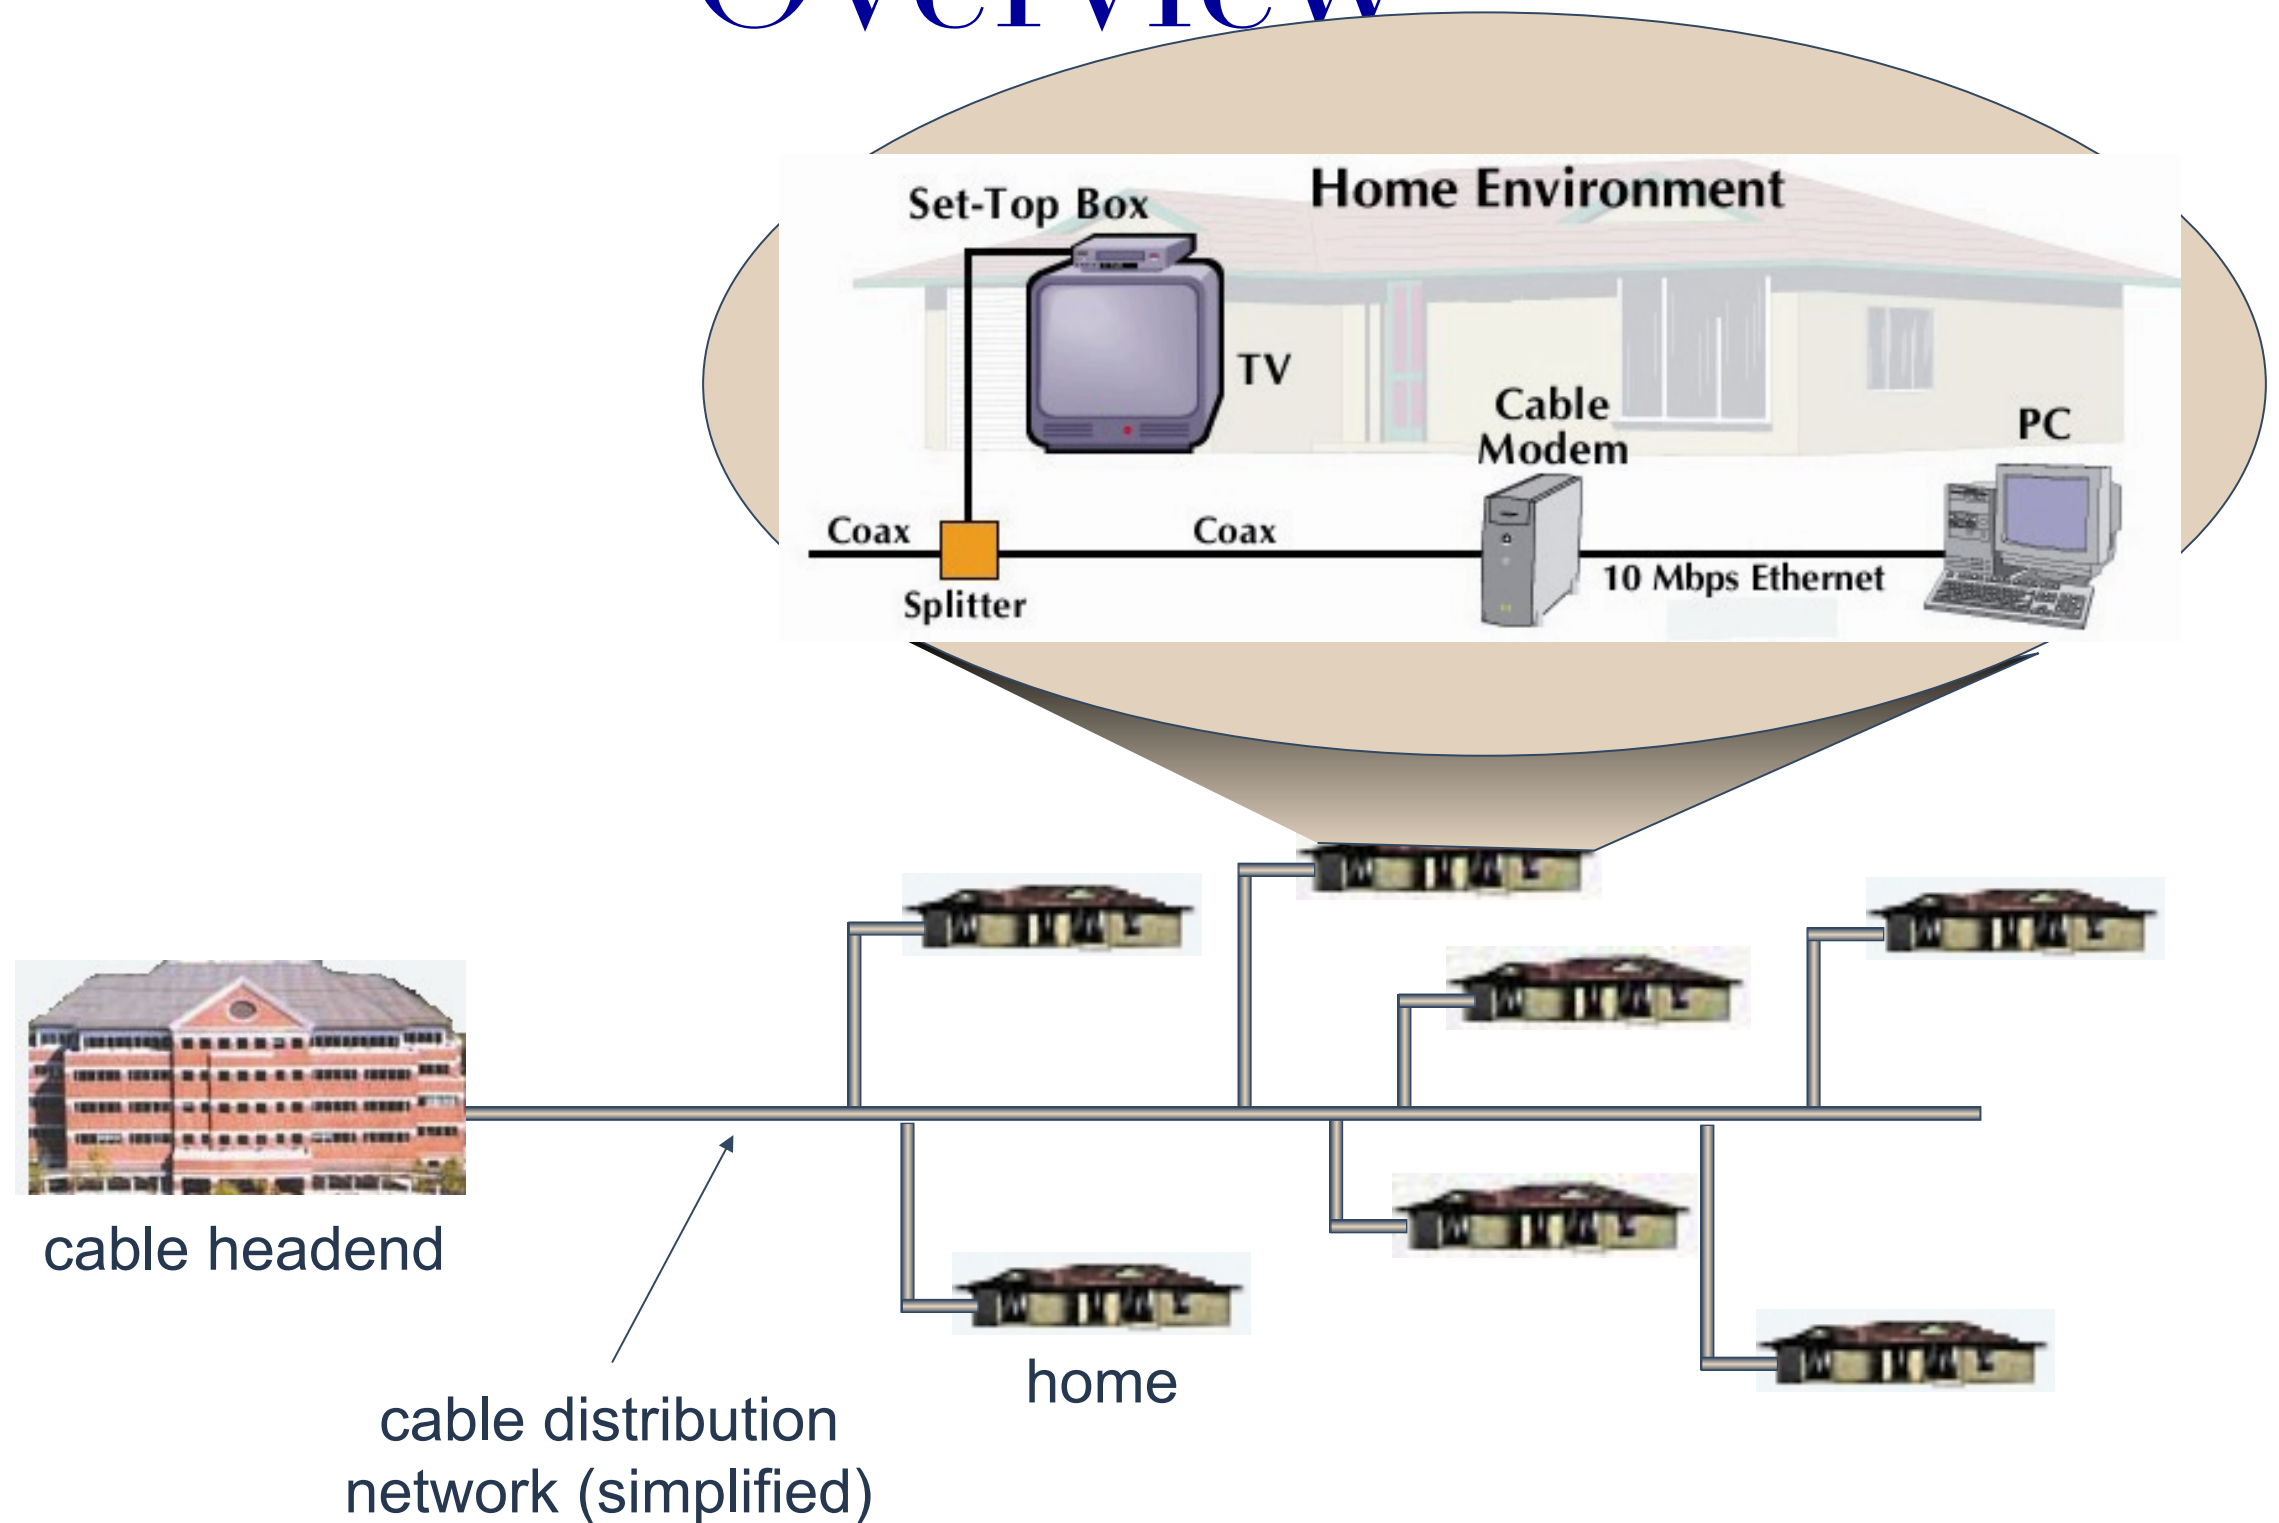 Overview
Home Environment
Set-Top Box
TV
Cable
Modem
PC
Coax
Coax
10 Mbps Ethernet
Splitter
cable headend
home
cable distribution
network (simplified)